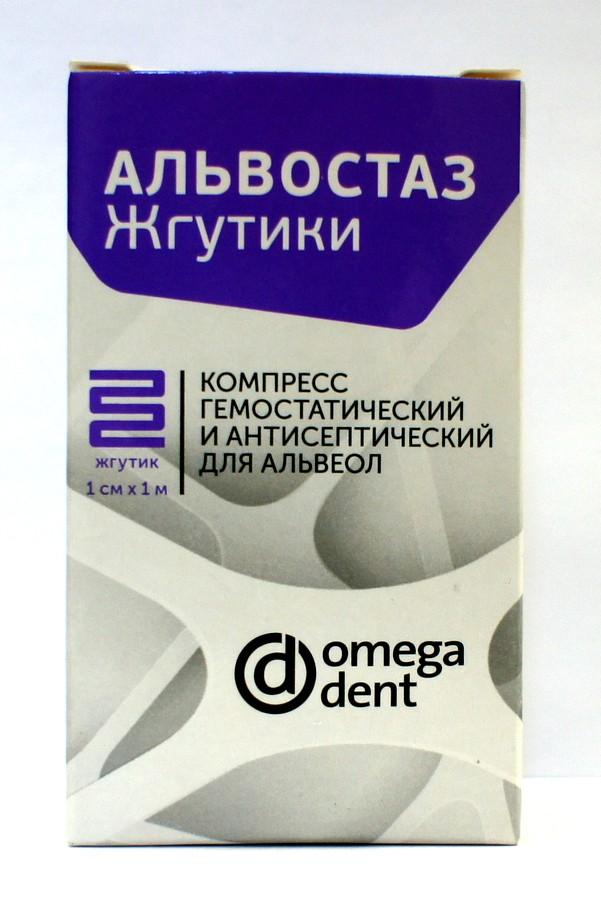 АЛЬВОСТАЗ
Жгутики
КОМПРЕСС
ГЕМОСТАТИЧЕСКИЙ
И АНТИСЕПТИЧЕСКИЙ
ДЛЯ АЛЬВЕОЛ
жгутик
1 см x 1 м
omega
dent